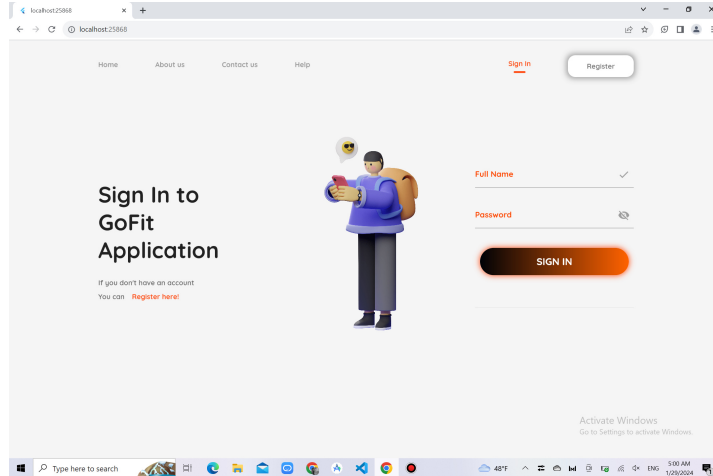 localhost:25868
localhost:25868
Home About us Contact us Help Sign In Register
Sign In to
GoFit
Application
If you don't have an account
You can Register here!
Full Name
Password
SIGN IN
Activate Windows
Go to Settings to activate Windows.
Type here to search
48°F
ENG
5:00 AM
1/29/2024